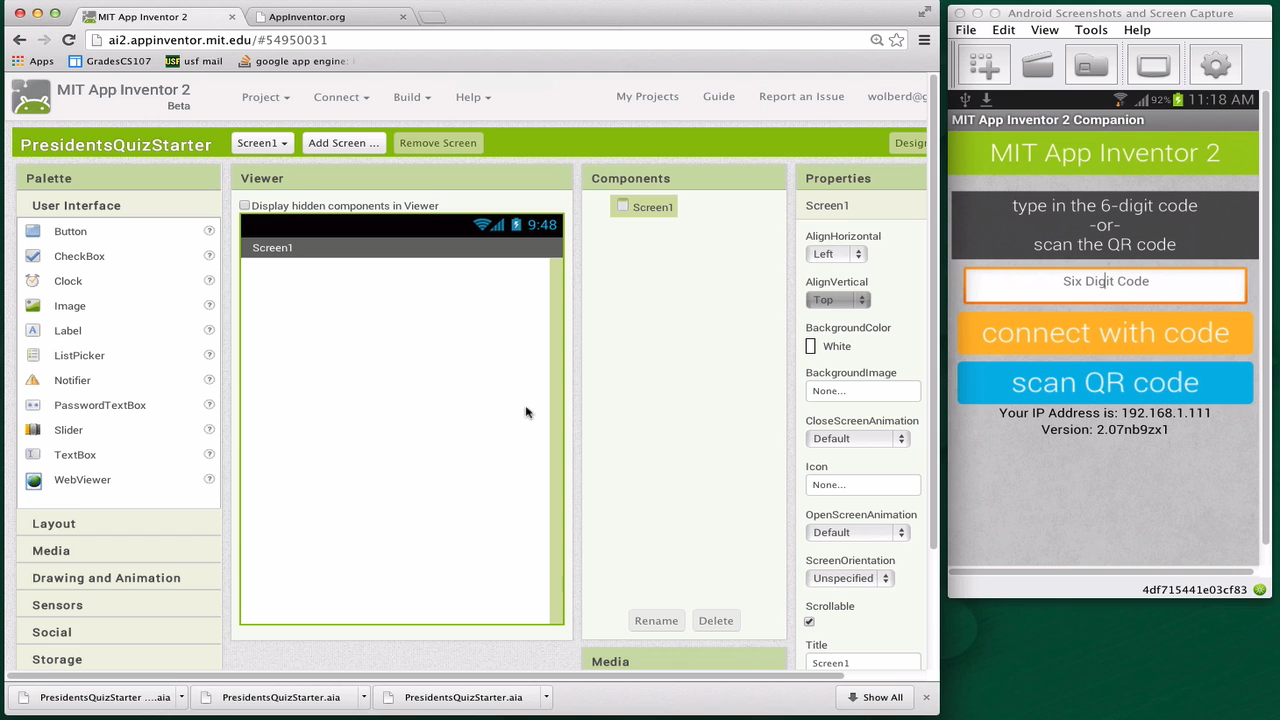 MIT App Inventor 2
AppInventor.org
ai2.appinventor.mit.edu/#54950031
Apps
GradesCS107
USF
usf mail
google app engine:
MIT App Inventor 2
Beta
Project
Connect
Build
Help
My Projects
Guide
Report an Issue
wolberd@g
PresidentsQuizStarter
Screen1
Add Screen ...
Remove Screen
Design
Palette
User Interface
Button
?
CheckBox
?
Clock
?
Image
?
Label
?
ListPicker
?
Notifier
?
PasswordTextBox
?
Slider
?
TextBox
?
WebViewer
?
Layout
Media
Drawing and Animation
Sensors
Social
Storage
Viewer
Display hidden components in Viewer
9:48
Screen1
Components
Screen1
Rename
Delete
Media
Properties
Screen1
AlignHorizontal
Left
AlignVertical
Top
BackgroundColor
White
BackgroundImage
None...
CloseScreenAnimation
Default
Icon
None...
OpenScreenAnimation
Default
ScreenOrientation
Unspecified
Scrollable
Title
Screen1
PresidentsQuizStarter ....aia
PresidentsQuizStarter.aia
PresidentsQuizStarter.aia
Show All
Android Screenshots and Screen Capture
File
Edit
View
Tools
Help
92%
11:18 AM
MIT App Inventor 2 Companion
MIT App Inventor 2
type in the 6-digit code
-or-
scan the QR code
Six Digit Code
connect with code
scan QR code
Your IP Address is: 192.168.1.111
Version: 2.07nb9zx1
4df715441e03cf83